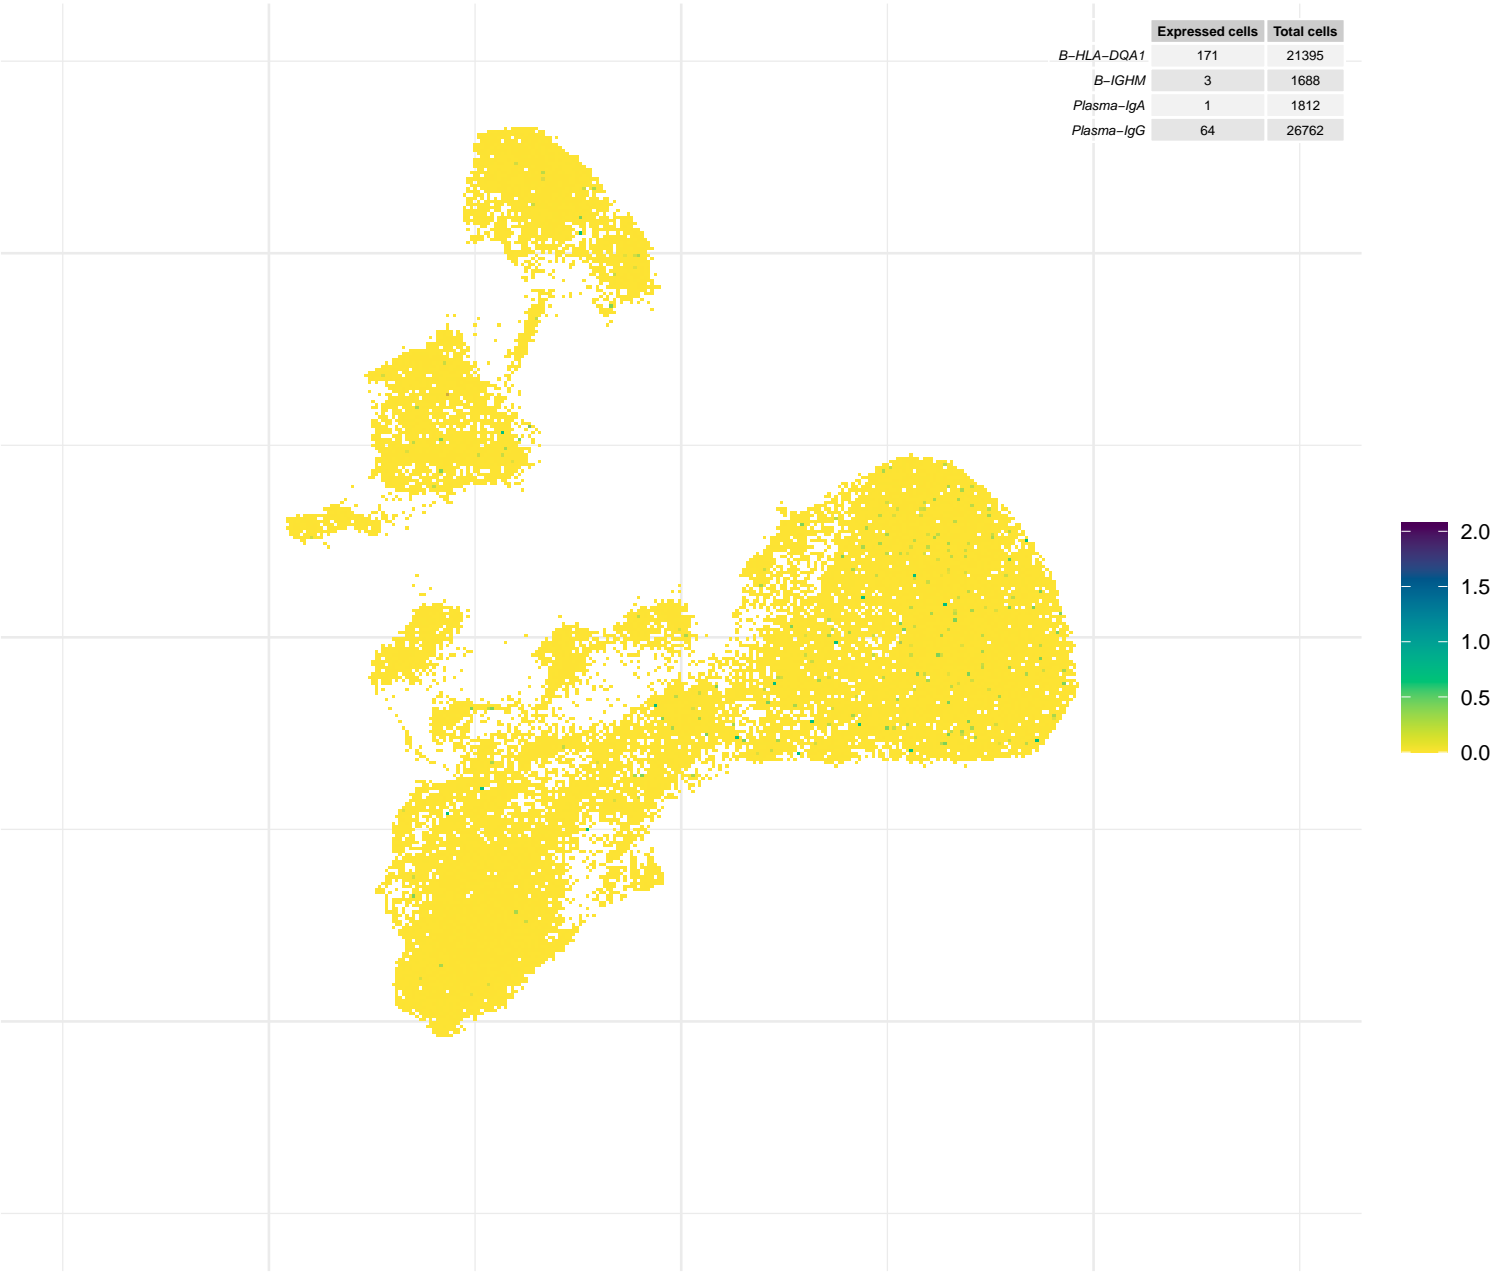 Expressed cells Total cells
B−HLA−DQA1 171 21395
B−IGHM 3 1688
Plasma−IgA 1 1812
Plasma−IgG 64 26762
2.0
1.5
1.0
0.5
0.0